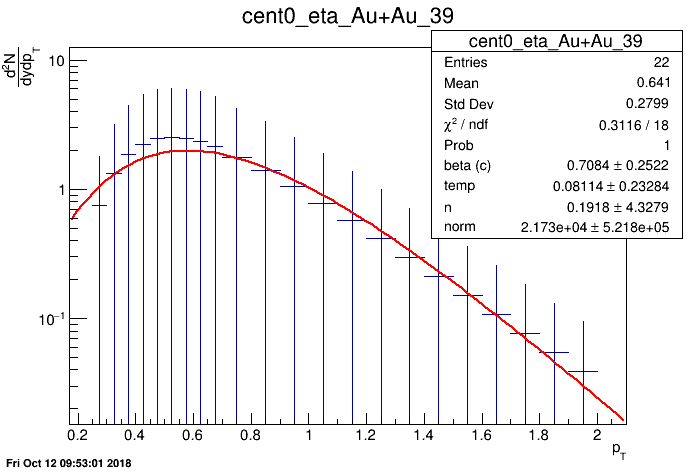 cent0_eta_Au+Au_39
d²N
dydp_T
10
1
10⁻¹
cent0_eta_Au+Au_39
Entries 22
Mean 0.641
Std Dev 0.2799
χ² / ndf 0.3116 / 18
Prob 1
beta (c) 0.7084 ± 0.2522
temp 0.08114 ± 0.23284
n 0.1918 ± 4.3279
norm 2.173e+04 ± 5.218e+05
0.2 0.4 0.6 0.8 1 1.2 1.4 1.6 1.8 2
p_T
Fri Oct 12 09:53:01 2018